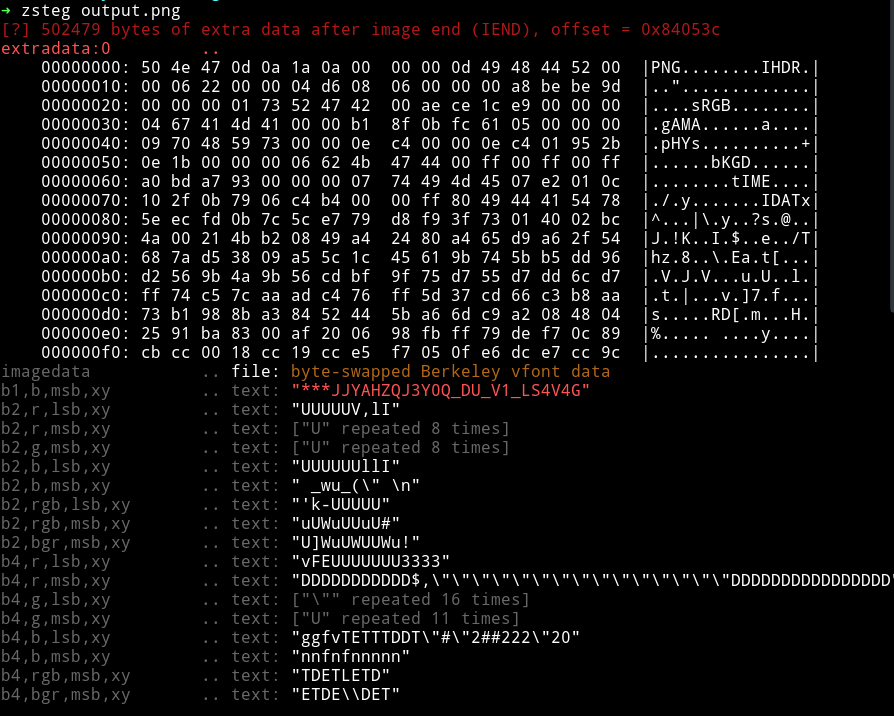 ➜ zsteg output.png
[?] 502479 bytes of extra data after image end (IEND), offset = 0x84053c
extradata:0         ..
    00000000: 50 4e 47 0d 0a 1a 0a 00  00 00 0d 49 48 44 52 00  |PNG........IHDR.|
    00000010: 00 06 22 00 00 04 d6 08  06 00 00 00 a8 be be 9d  |..".............|
    00000020: 00 00 00 01 73 52 47 42  00 ae ce 1c e9 00 00 00  |....sRGB........|
    00000030: 04 67 41 4d 41 00 00 b1  8f 0b fc 61 05 00 00 00  |.gAMA......a....|
    00000040: 09 70 48 59 73 00 00 0e  c4 00 00 0e c4 01 95 2b  |.pHYs..........+|
    00000050: 0e 1b 00 00 00 06 62 4b  47 44 00 ff 00 ff 00 ff  |......bKGD......|
    00000060: a0 bd a7 93 00 00 00 07  74 49 4d 45 07 e2 01 0c  |........tIME....|
    00000070: 10 2f 0b 79 06 c4 b4 00  00 ff 80 49 44 41 54 78  |./.y.......IDATx|
    00000080: 5e ec fd 0b 7c 5c e7 79  d8 f9 3f 73 01 40 02 bc  |^...|\.y..?s.@..|
    00000090: 4a 00 21 4b b2 08 49 a4  24 80 a4 65 d9 a6 2f 54  |J.!K..I.$..e../T|
    000000a0: 68 7a d5 38 09 a5 5c 1c  45 61 9b 74 5b b5 dd 96  |hz.8..\.Ea.t[...|
    000000b0: d2 56 9b 4a 9b 56 cd bf  9f 75 d7 55 d7 dd 6c d7  |.V.J.V...u.U..l.|
    000000c0: ff 74 c5 7c aa ad c4 76  ff 5d 37 cd 66 c3 b8 aa  |.t.|...v.]7.f...|
    000000d0: 73 b1 98 8b a3 84 52 44  5b a6 6d c9 a2 08 48 04  |s.....RD[.m...H.|
    000000e0: 25 91 ba 83 00 af 20 06  98 fb ff 79 de f7 0c 89  |%..... ....y....|
    000000f0: cb cc 00 18 cc 19 cc e5  f7 05 0f e6 dc e7 cc 9c  |................|
imagedata           .. file: byte-swapped Berkeley vfont data
b1,b,msb,xy         .. text: "***JJYAHZQJ3Y0Q_DU_V1_LS4V4G"
b2,r,lsb,xy         .. text: "UUUUUV,lI"
b2,r,msb,xy         .. text: ["U" repeated 8 times]
b2,g,msb,xy         .. text: ["U" repeated 8 times]
b2,b,lsb,xy         .. text: "UUUUUUllI"
b2,b,msb,xy         .. text: " _wu_(\" \n"
b2,rgb,lsb,xy       .. text: "'k-UUUUU"
b2,rgb,msb,xy       .. text: "uUWuUUuU#"
b2,bgr,msb,xy       .. text: "U]WuUWUUWu!"
b4,r,lsb,xy         .. text: "vFEUUUUUUU3333"
b4,r,msb,xy         .. text: "DDDDDDDDDDD$,\"\"\"\"\"\"\"\"\"\"\"\"\"\"\"\"DDDDDDDDDDDDDDDD"
b4,g,lsb,xy         .. text: ["\"" repeated 16 times]
b4,g,msb,xy         .. text: ["U" repeated 11 times]
b4,b,lsb,xy         .. text: "ggfvTETTTDDT\"#\"2##222\"20"
b4,b,msb,xy         .. text: "nnfnfnnnnn"
b4,rgb,msb,xy       .. text: "TDETLETD"
b4,bgr,msb,xy       .. text: "ETDE\\DET"